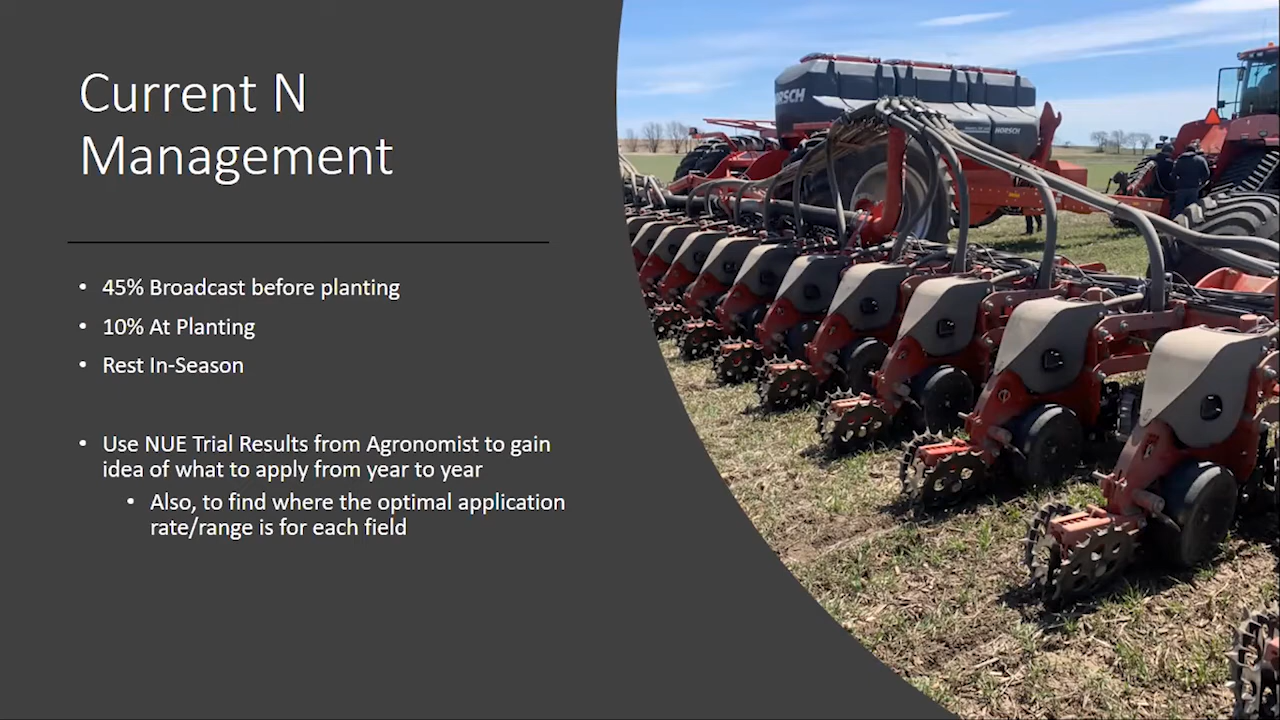 Current N
Management
• 45% Broadcast before planting
• 10% At Planting
• Rest In-Season
• Use NUE Trial Results from Agronomist to gain
idea of what to apply from year to year
• Also, to find where the optimal application
rate/range is for each field
HORSCH
HORSCH